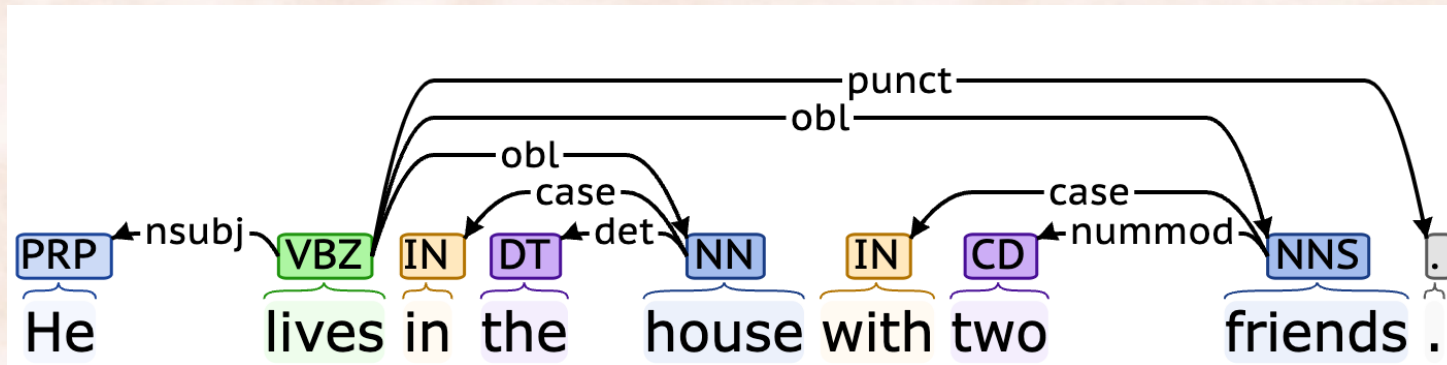 punct
obl
obl
case case
nsubj det nummod
PRP VBZ IN DT NN IN CD NNS .
He lives in the house with two friends .